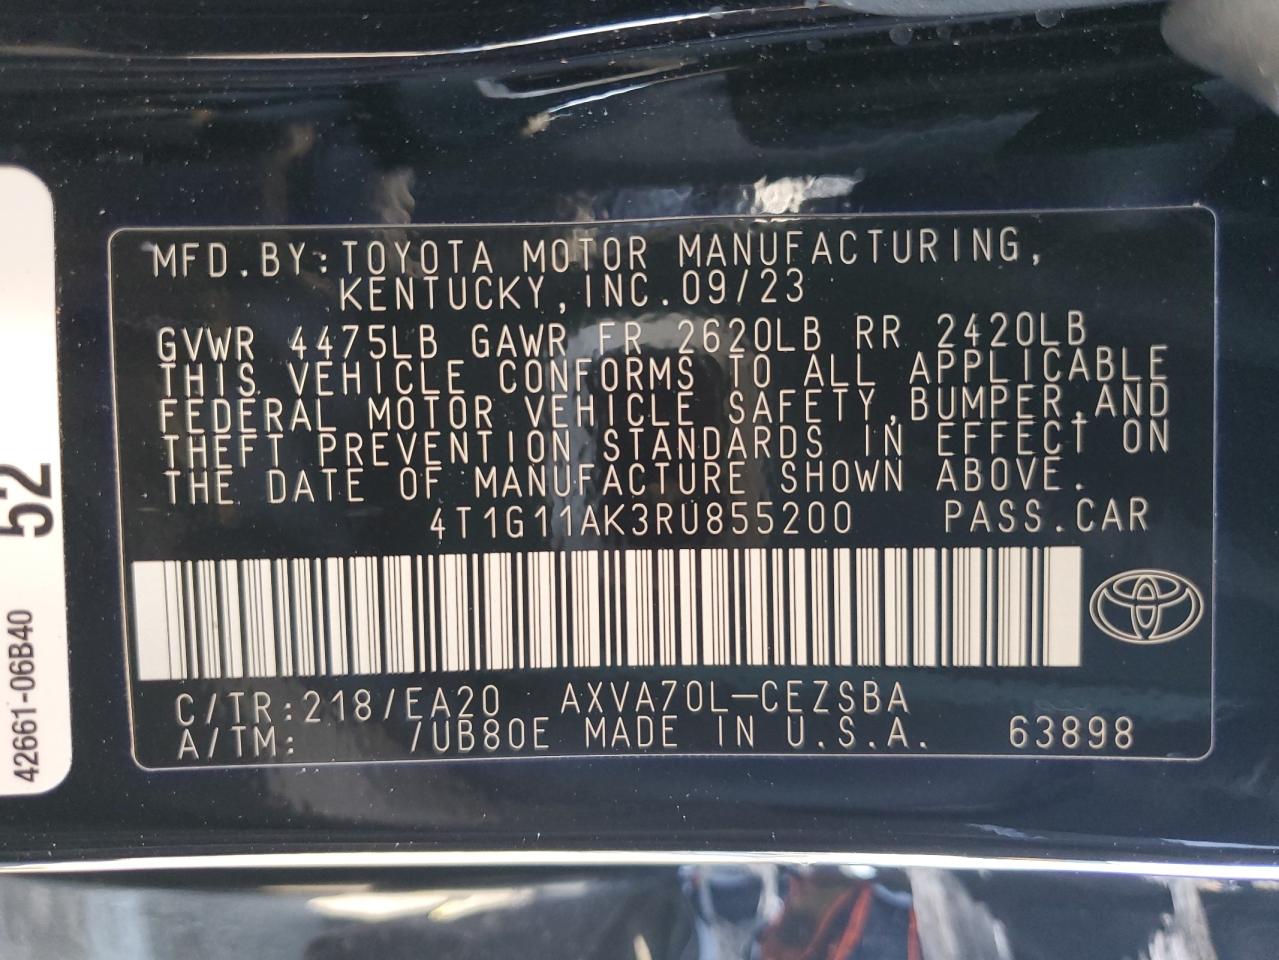 MFD.BY:TOYOTA MOTOR MANUFACTURING,
KENTUCKY,INC.09/23
GVWR 4475LB GAWR FR 2620LB RR 2420LB
THIS VEHICLE CONFORMS TO ALL APPLICABLE
FEDERAL MOTOR VEHICLE SAFETY,BUMPER,AND
THEFT PREVENTION STANDARDS IN EFFECT ON
THE DATE OF MANUFACTURE SHOWN ABOVE.
4T1G11AK3RU855200 PASS.CAR
C/TR:218/EA20 AXVA70L-CEZSBA
A/TM: /UB80E MADE IN U.S.A. 63898
52
42661-06B40